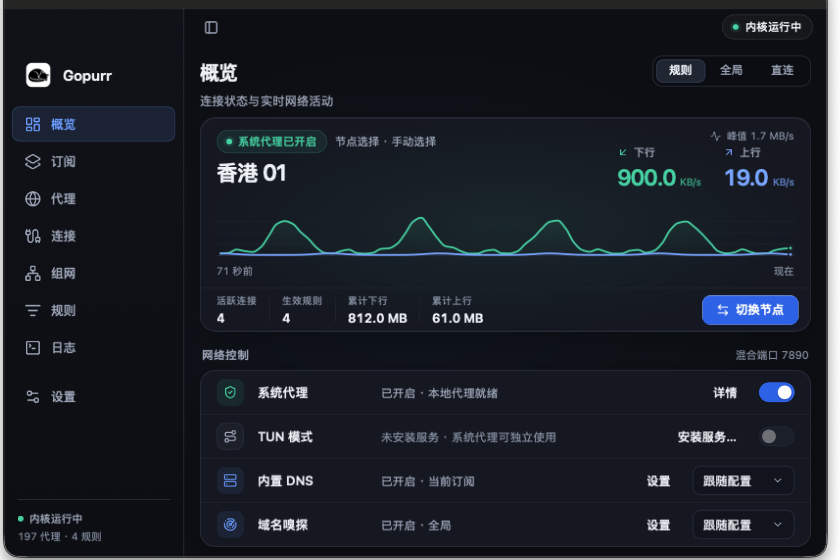 内核运行中
Gopurr
概览
订阅
代理
连接
组网
规则
日志
设置
内核运行中
197 代理 · 4 规则
概览
规则 全局 直连
连接状态与实时网络活动
系统代理已开启 节点选择 · 手动选择
峰值 1.7 MB/s
香港 01
下行 上行
900.0 KB/s 19.0 KB/s
71 秒前 现在
活跃连接 生效规则 累计下行 累计上行
4 4 812.0 MB 61.0 MB
切换节点
网络控制 混合端口 7890
系统代理 已开启 · 本地代理就绪 详情
TUN 模式 未安装服务 · 系统代理可独立使用 安装服务...
内置 DNS 已开启 · 当前订阅 设置 跟随配置
域名嗅探 已开启 · 全局 设置 跟随配置